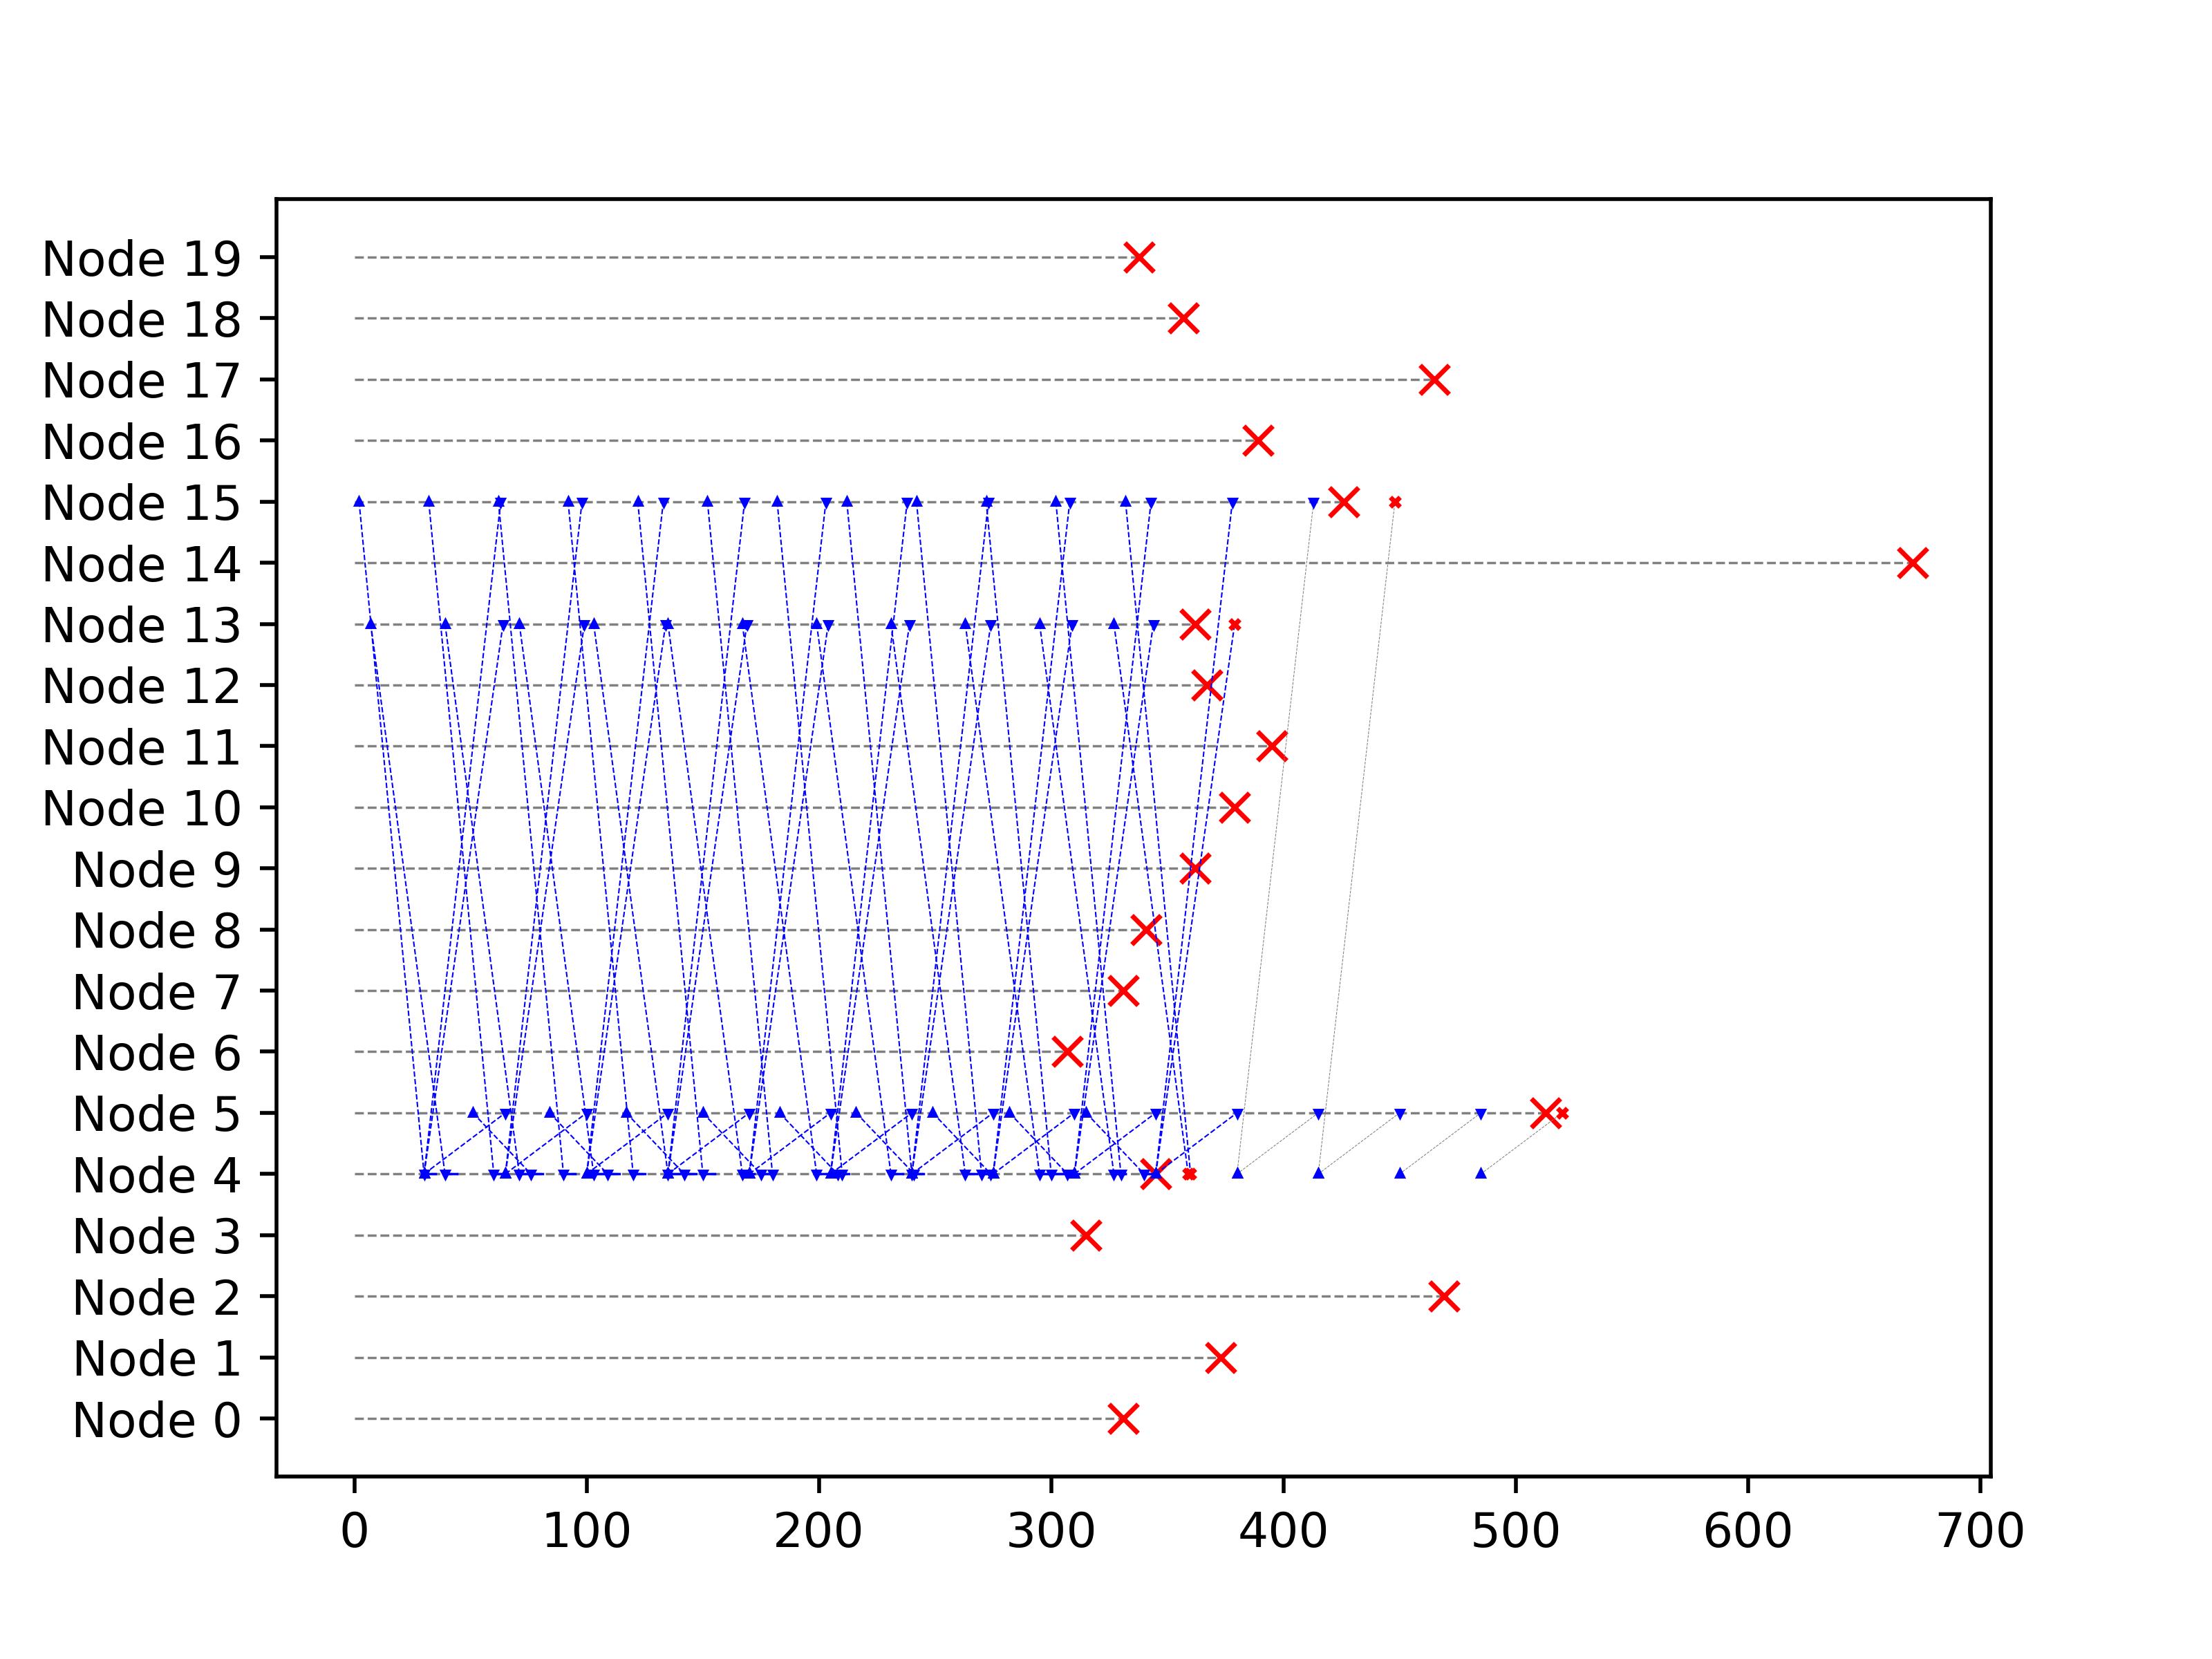 Node 19
Node 18
Node 17
Node 16
Node 15
Node 14
Node 13
Node 12
Node 11
Node 10
Node 9
Node 8
Node 7
Node 6
Node 5
Node 4
Node 3
Node 2
Node 1
Node 0
0 100 200 300 400 500 600 700